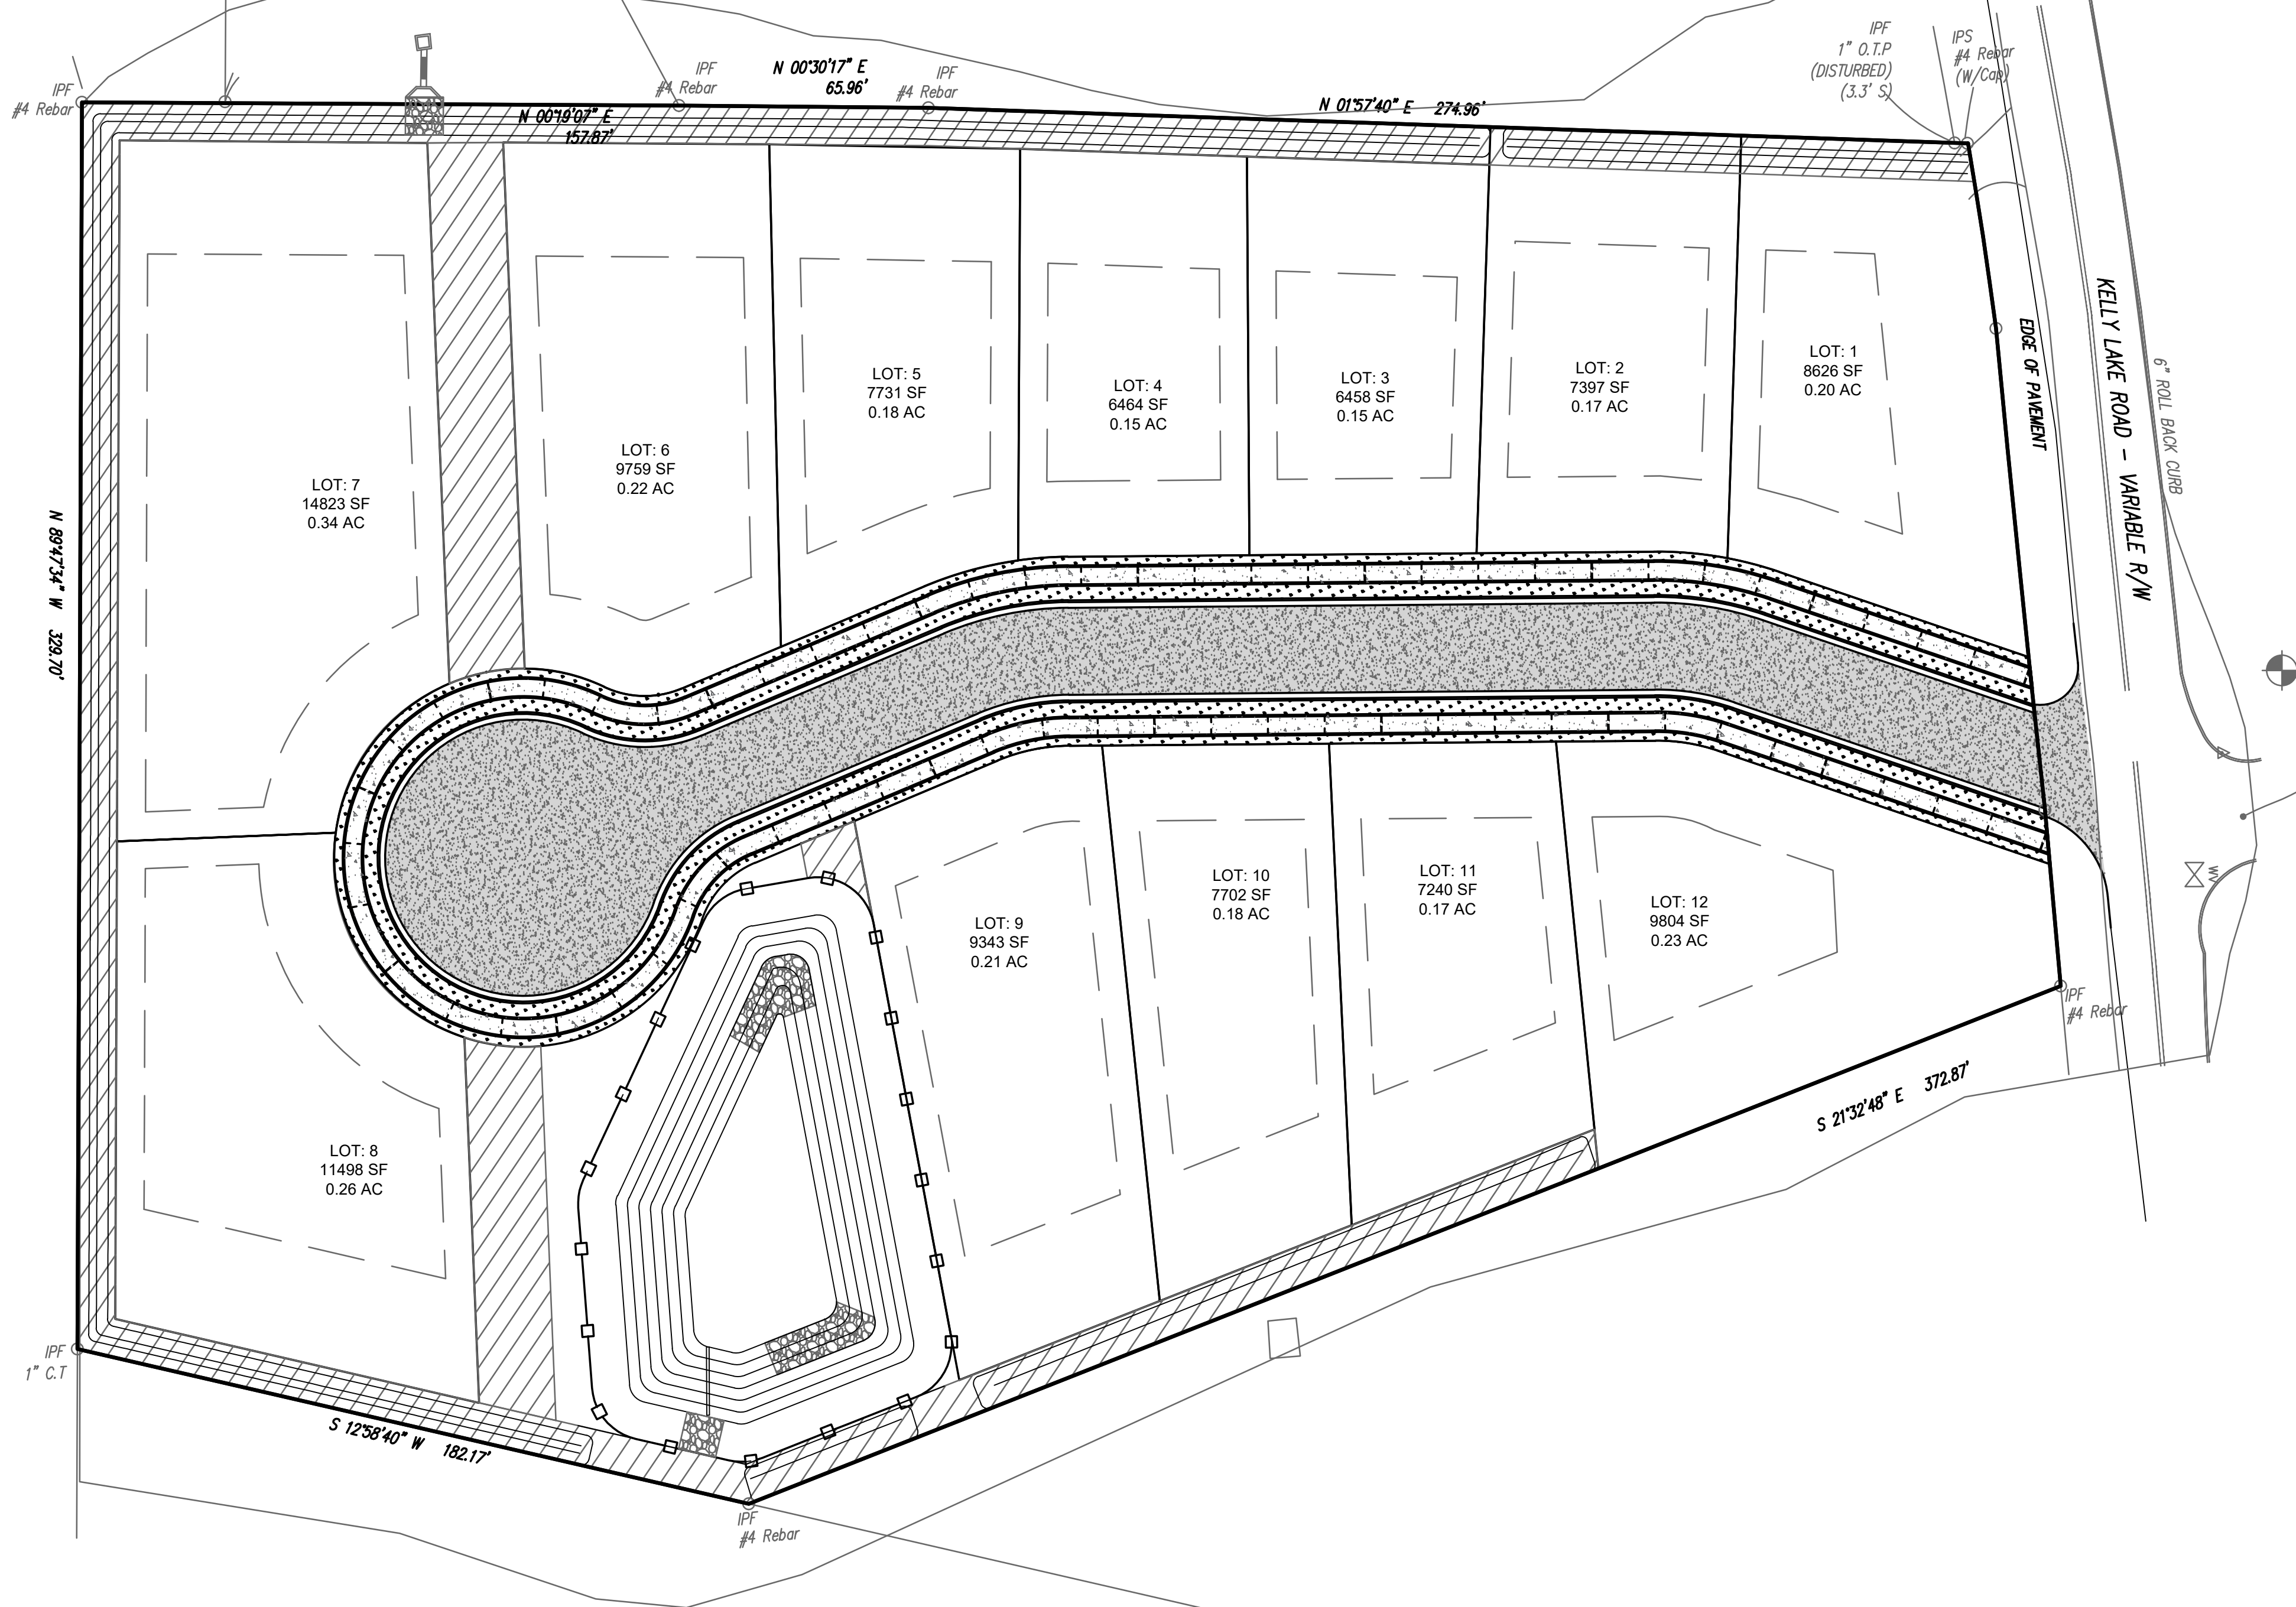 IPF
#4 Rebar
IPF
#4 Rebar
N 00°30'17" E
65.96'
IPF
#4 Rebar
N 00°19'07" E
157.87'
N 01°57'40" E 274.96'
IPF
1" O.T.P
(DISTURBED)
(3.3' S)
IPS
#4 Rebar
(W/Cap)
KELLY LAKE ROAD - VARIABLE R/W
EDGE OF PAVEMENT
6" ROLL BACK CURB
LOT: 1
8626 SF
0.20 AC
LOT: 2
7397 SF
0.17 AC
LOT: 3
6458 SF
0.15 AC
LOT: 4
6464 SF
0.15 AC
LOT: 5
7731 SF
0.18 AC
LOT: 6
9759 SF
0.22 AC
LOT: 7
14823 SF
0.34 AC
N 89°47'34" W 329.70'
LOT: 8
11498 SF
0.26 AC
LOT: 9
9343 SF
0.21 AC
LOT: 10
7702 SF
0.18 AC
LOT: 11
7240 SF
0.17 AC
LOT: 12
9804 SF
0.23 AC
WV
IPF
#4 Rebar
S 21°32'48" E 372.87'
IPF
1" C.T
S 12°58'40" W 182.17'
IPF
#4 Rebar